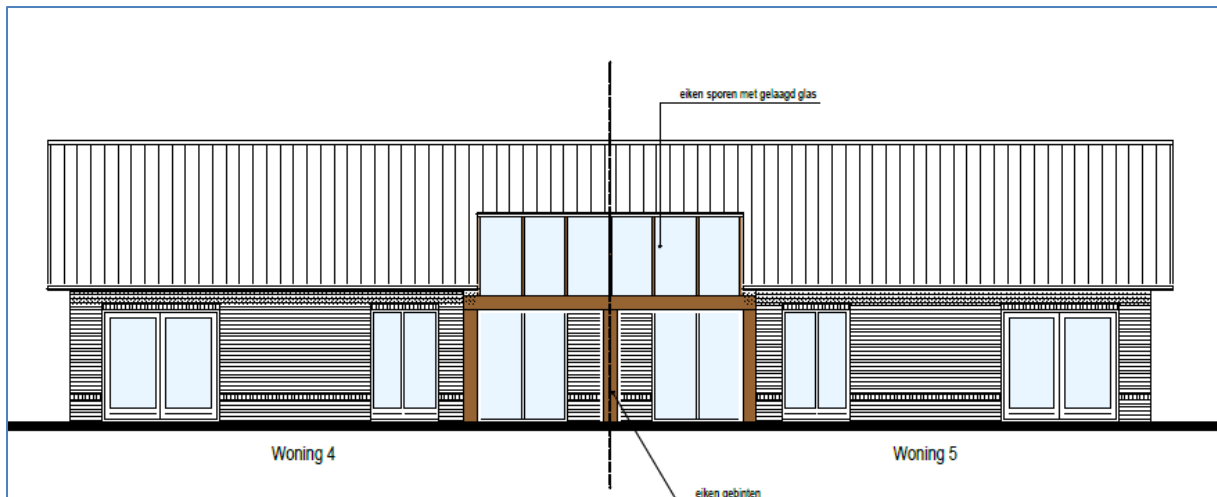 eiken sporen met gelaagd glas
Woning 4
Woning 5
eiken gebinten